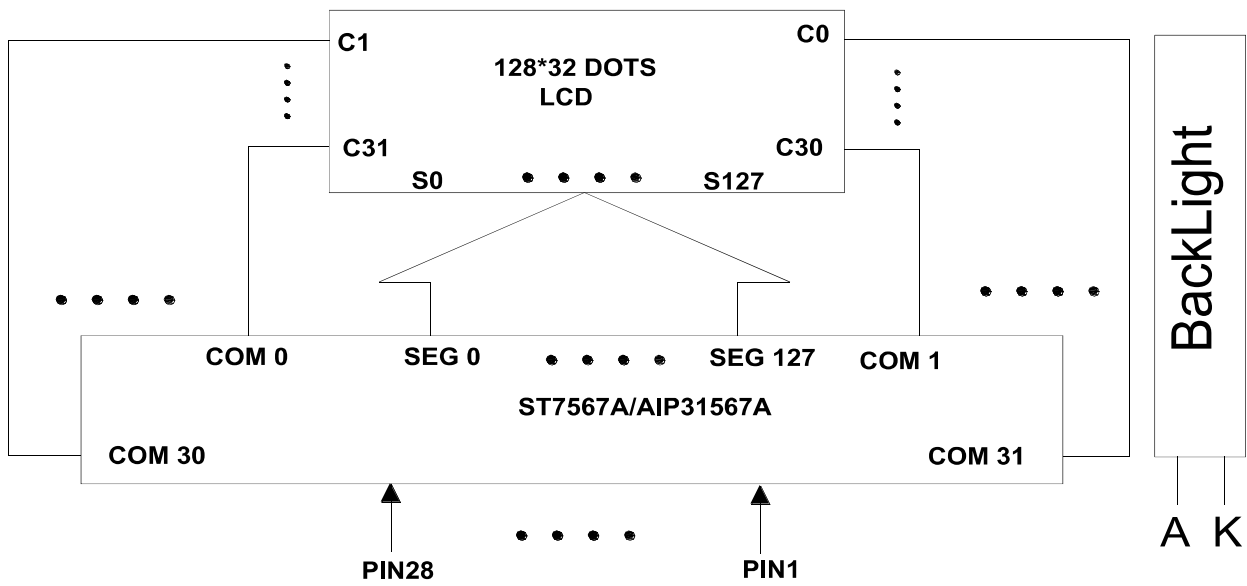 C1
C0
128*32 DOTS
LCD
C31
C30
S0
S127
BackLight
COM 0
SEG 0
SEG 127
COM 1
ST7567A/AIP31567A
COM 30
COM 31
A K
PIN28
PIN1